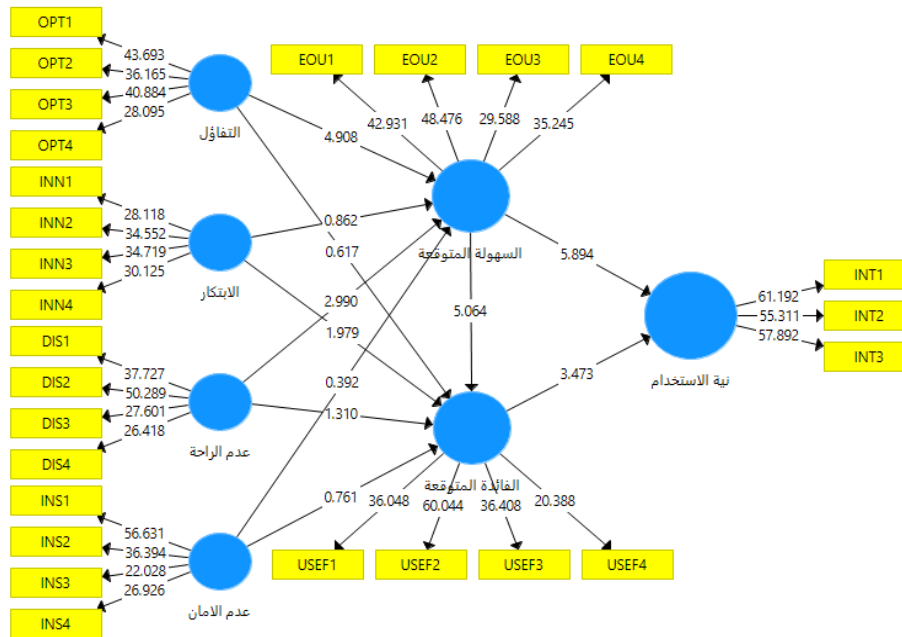 OPT1
OPT2
OPT3
OPT4
43.693
36.165
40.884
28.095
التفاؤل
INN1
INN2
INN3
INN4
28.118
34.552
34.719
30.125
الابتكار
DIS1
DIS2
DIS3
DIS4
37.727
50.289
27.601
26.418
عدم الراحة
INS1
INS2
INS3
INS4
56.631
36.394
22.028
26.926
عدم الامان
4.908
0.862
0.617
2.990
1.979
0.392
1.310
0.761
EOU1
EOU2
EOU3
EOU4
42.931
48.476
29.588
35.245
السهولة المتوقعة
5.064
الفائدة المتوقعة
36.048
60.044
36.408
20.388
USEF1
USEF2
USEF3
USEF4
5.894
3.473
نية الاستخدام
61.192
55.311
57.892
INT1
INT2
INT3